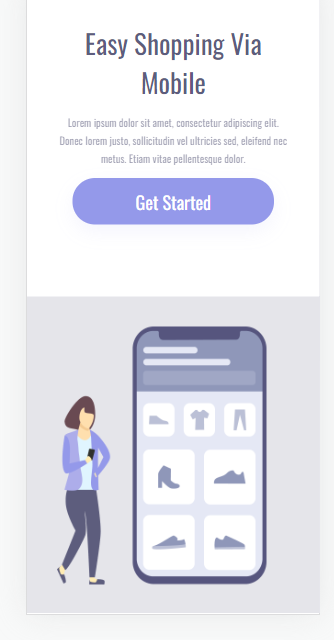 Easy Shopping Via
Mobile
Lorem ipsum dolor sit amet, consectetur adipiscing elit.
Donec lorem justo, sollicitudin vel ultricies sed, eleifend nec
metus. Etiam vitae pellentesque dolor.
Get Started